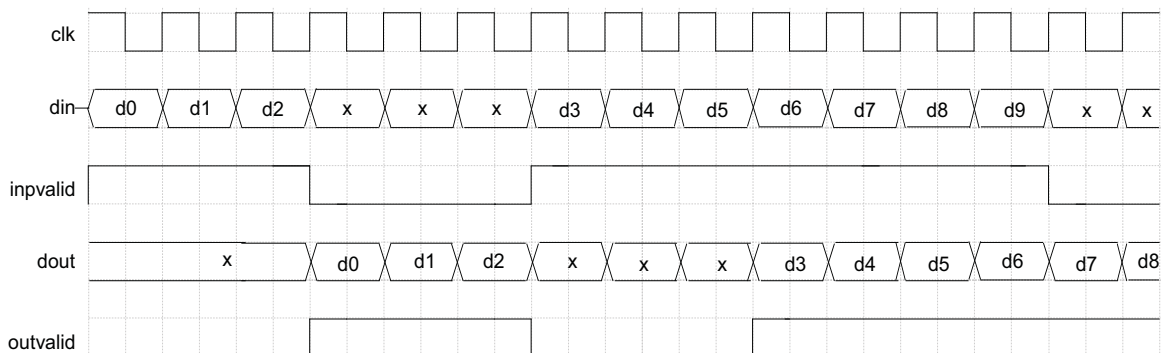 clk
din d0 d1 d2 x x x d3 d4 d5 d6 d7 d8 d9 x x
inpvalid
dout x d0 d1 d2 x x x d3 d4 d5 d6 d7 d8
outvalid